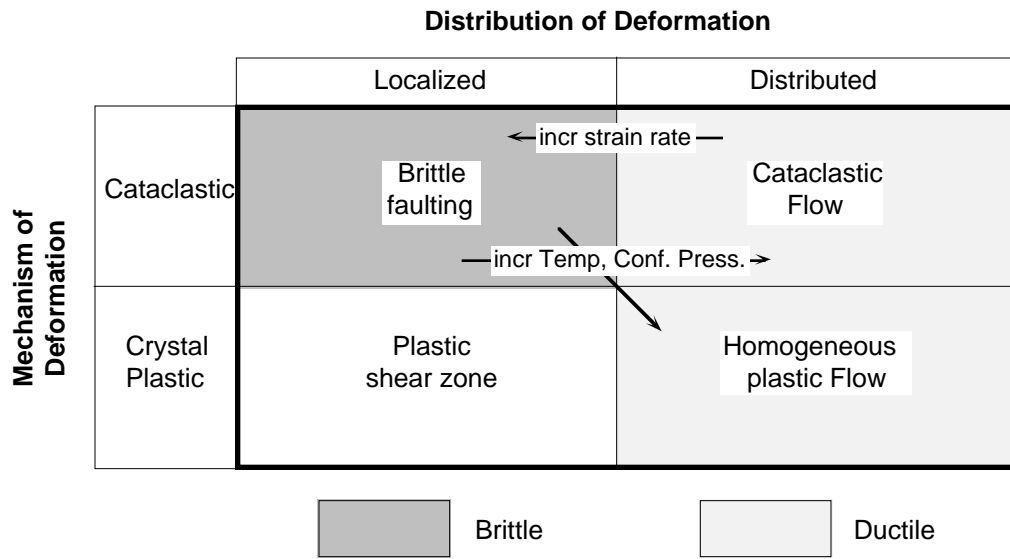 Distribution of Deformation
Localized
Distributed
Mechanism of
Deformation
Cataclastic
incr strain rate
Brittle
faulting
Cataclastic
Flow
incr Temp, Conf. Press.
Crystal
Plastic
Plastic
shear zone
Homogeneous
plastic Flow
Brittle
Ductile